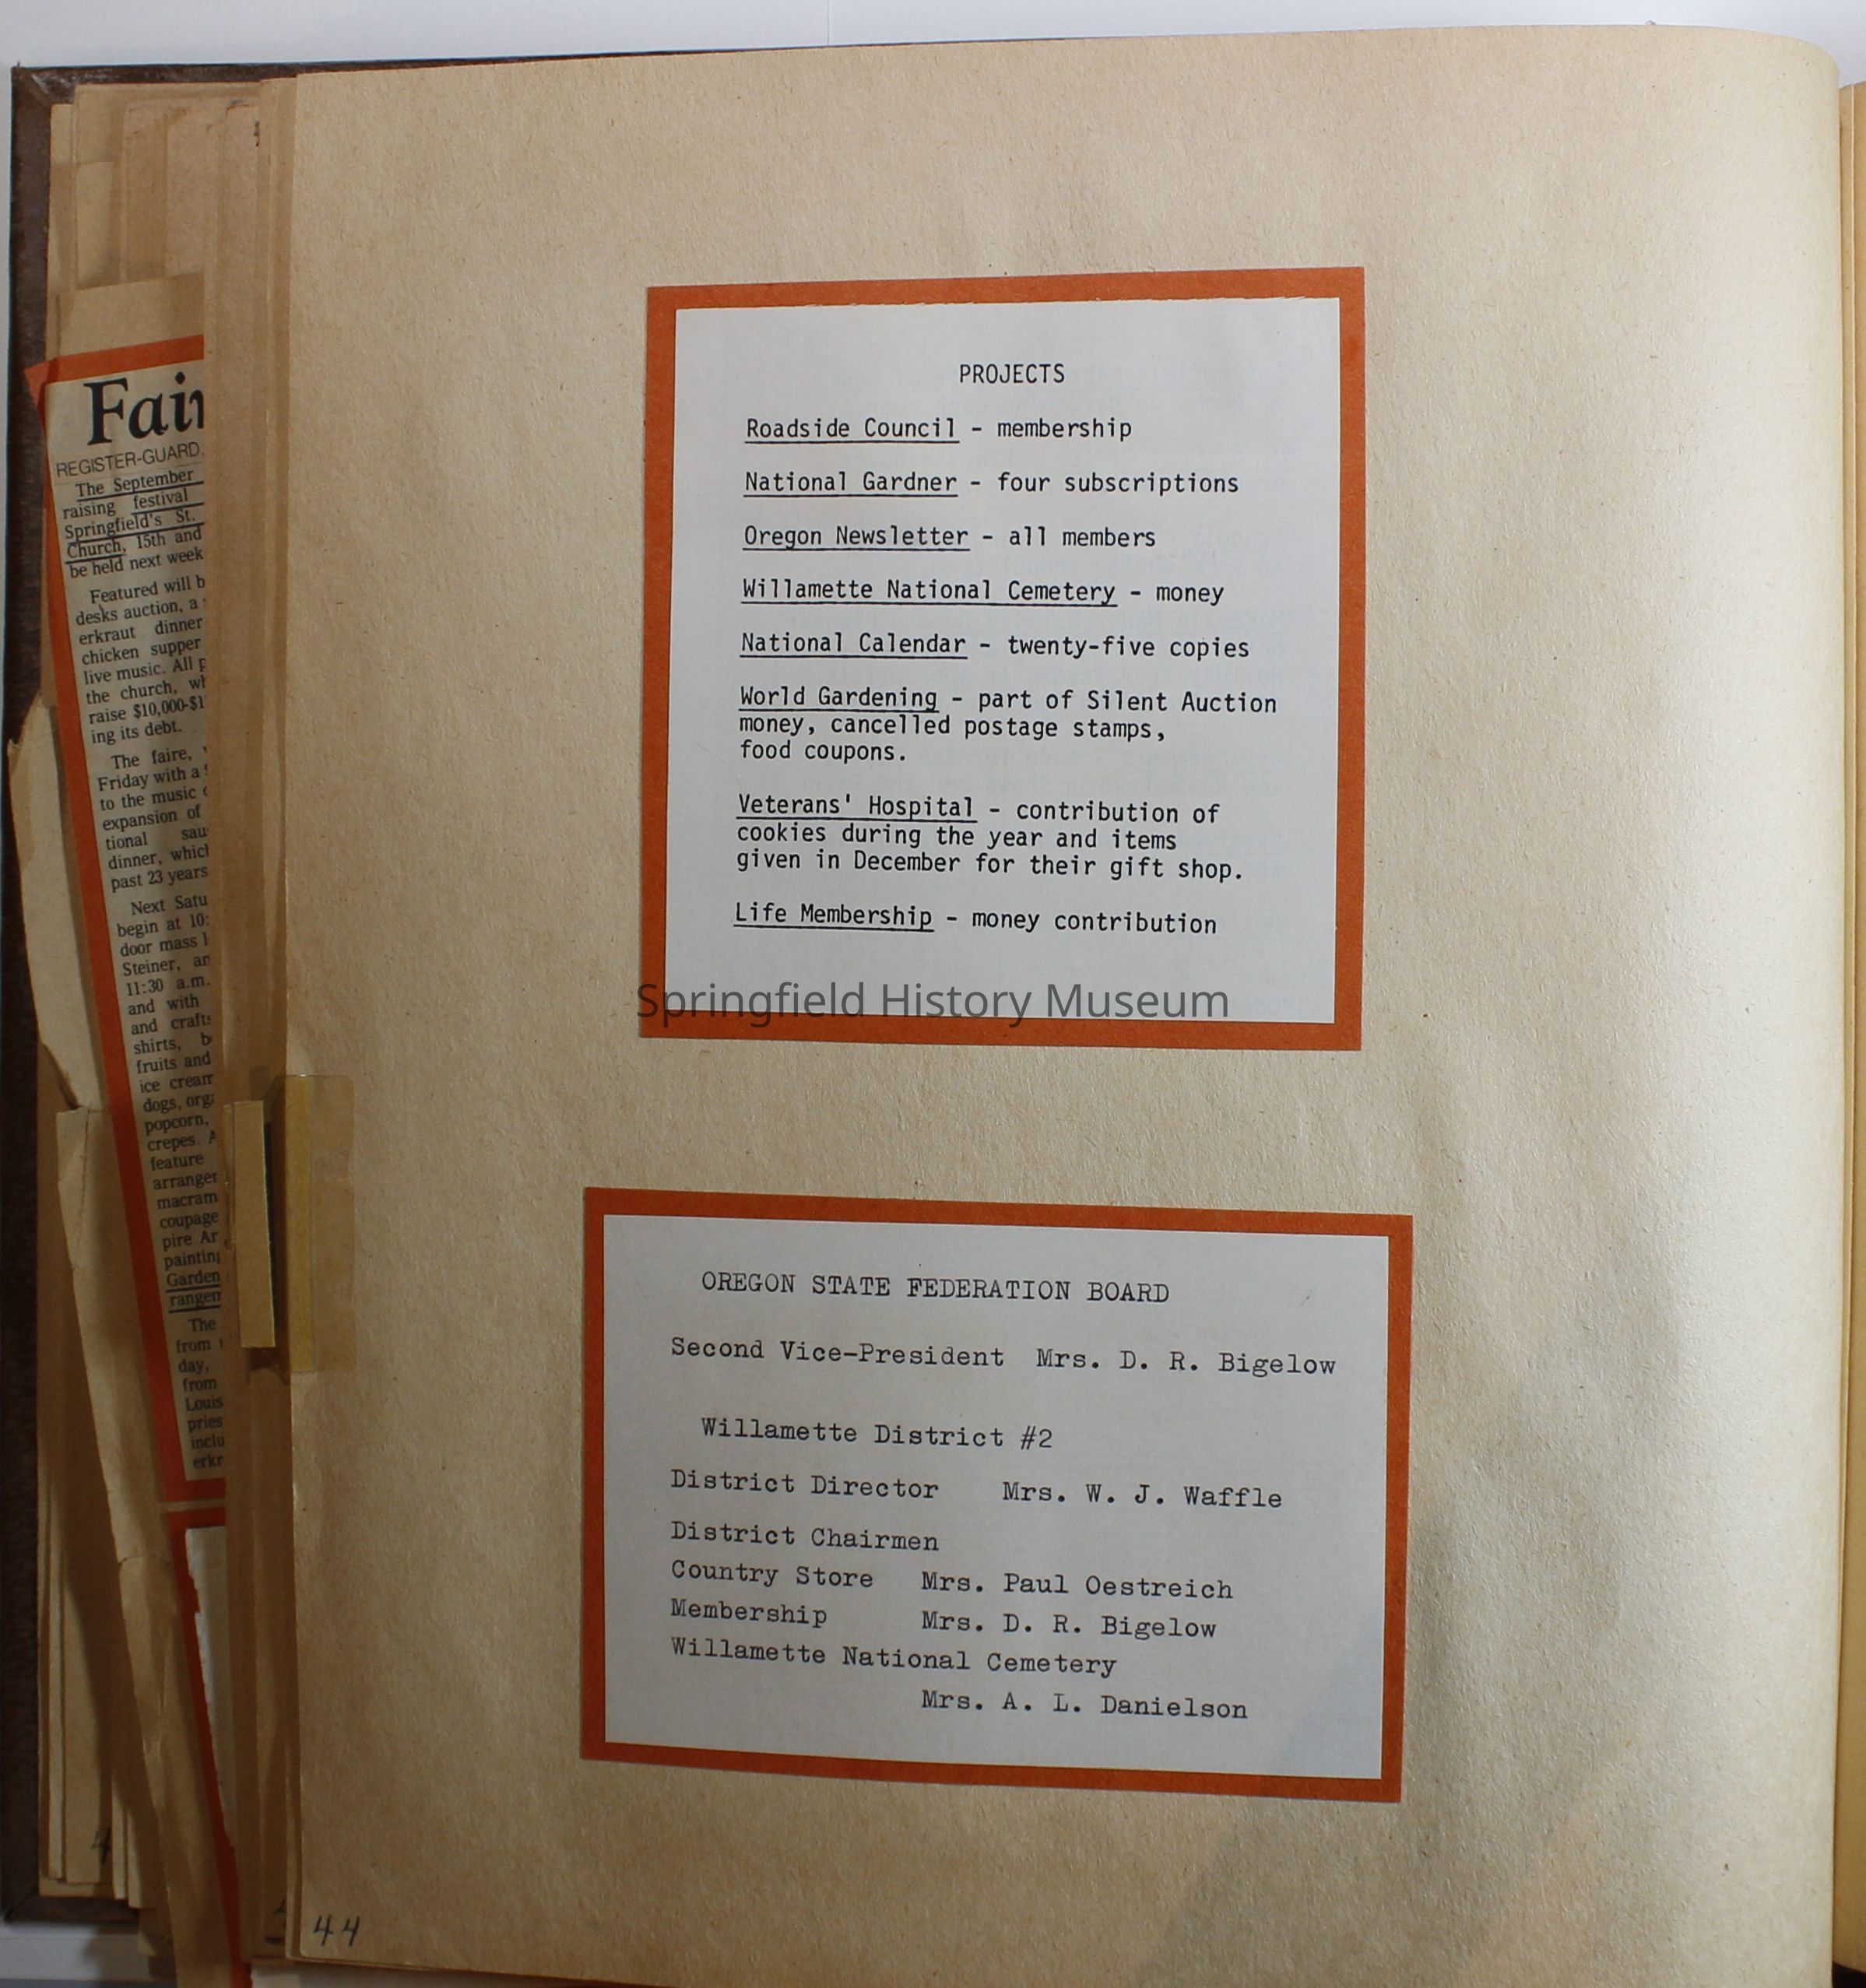 Fair
REGISTER-GUARD,
The September
raising festival
Springfield's St.
Church, 15th and
be held next week
Featured will b
desks auction, a
erkraut dinner
chicken supper
live music. All p
the church, wh
raise $10,000-$1
ing its debt.
The faire,
Friday with a
to the music
expansion of
tional sau
dinner, which
past 23 years
Next Satu
begin at 10:
door mass
Steiner, an
11:30 a.m.
and with
and crafts
shirts, b
fruits and
ice cream
dogs, orga
popcorn,
crepes. A
feature
arranger
macram
coupage
pire Ar
painting
Garden
rangem
The
from
day,
from
Louis
pries
inclu
erkr
PROJECTS
Roadside Council - membership
National Gardner - four subscriptions
Oregon Newsletter - all members
Willamette National Cemetery - money
National Calendar - twenty-five copies
World Gardening - part of Silent Auction
money, cancelled postage stamps,
food coupons.
Veterans' Hospital - contribution of
cookies during the year and items
given in December for their gift shop.
Life Membership - money contribution
Springfield History Museum
OREGON STATE FEDERATION BOARD
Second Vice-President Mrs. D. R. Bigelow
Willamette District #2
District Director Mrs. W. J. Waffle
District Chairmen
Country Store Mrs. Paul Oestreich
Membership Mrs. D. R. Bigelow
Willamette National Cemetery
Mrs. A. L. Danielson
44